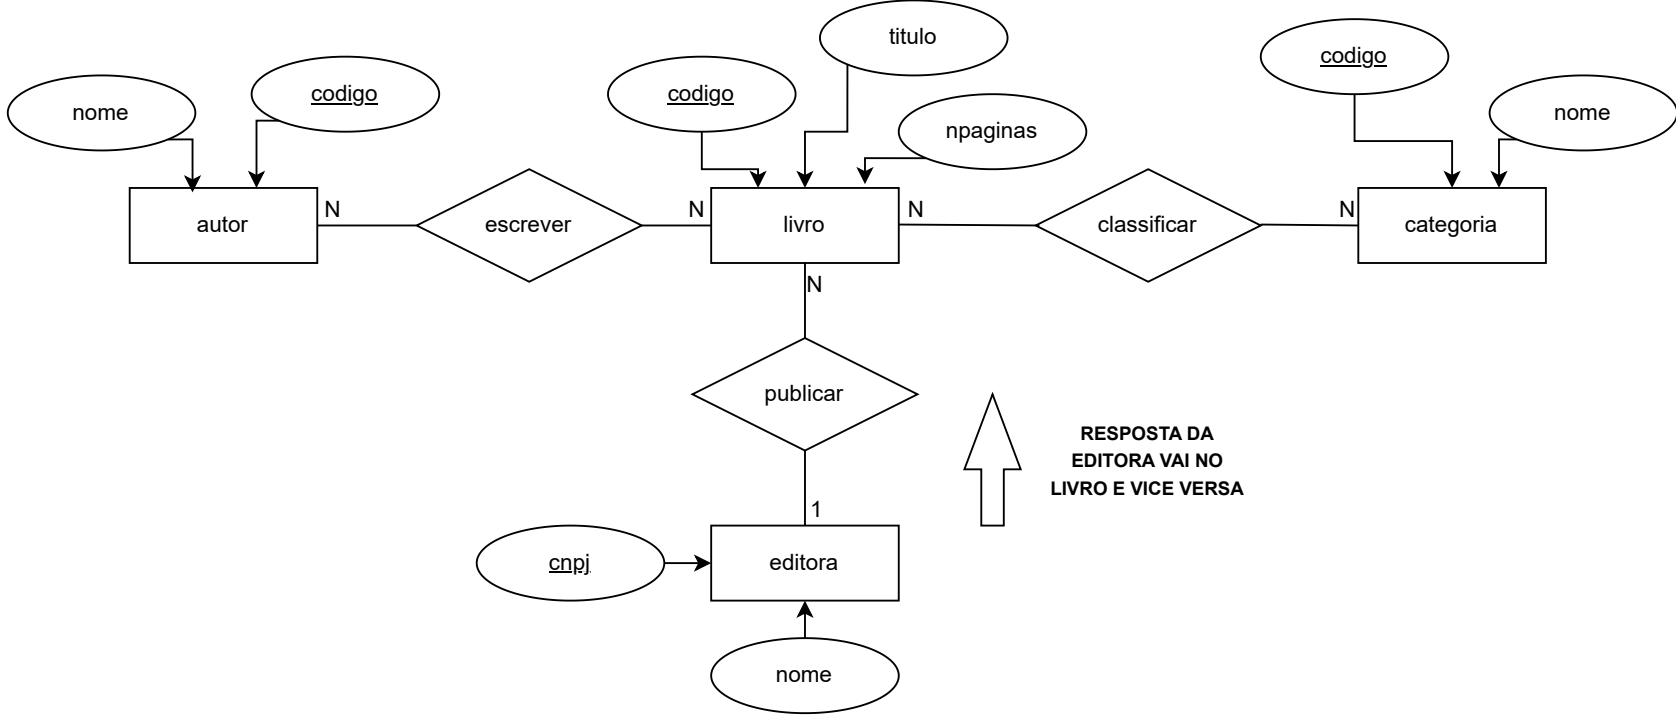 titulo
codigo
nome
codigo
codigo
npaginas
nome
autor
N
escrever
N
livro
N
classificar
N
categoria
N
publicar
RESPOSTA DA
EDITORA VAI NO
LIVRO E VICE VERSA
1
cnpj
editora
nome